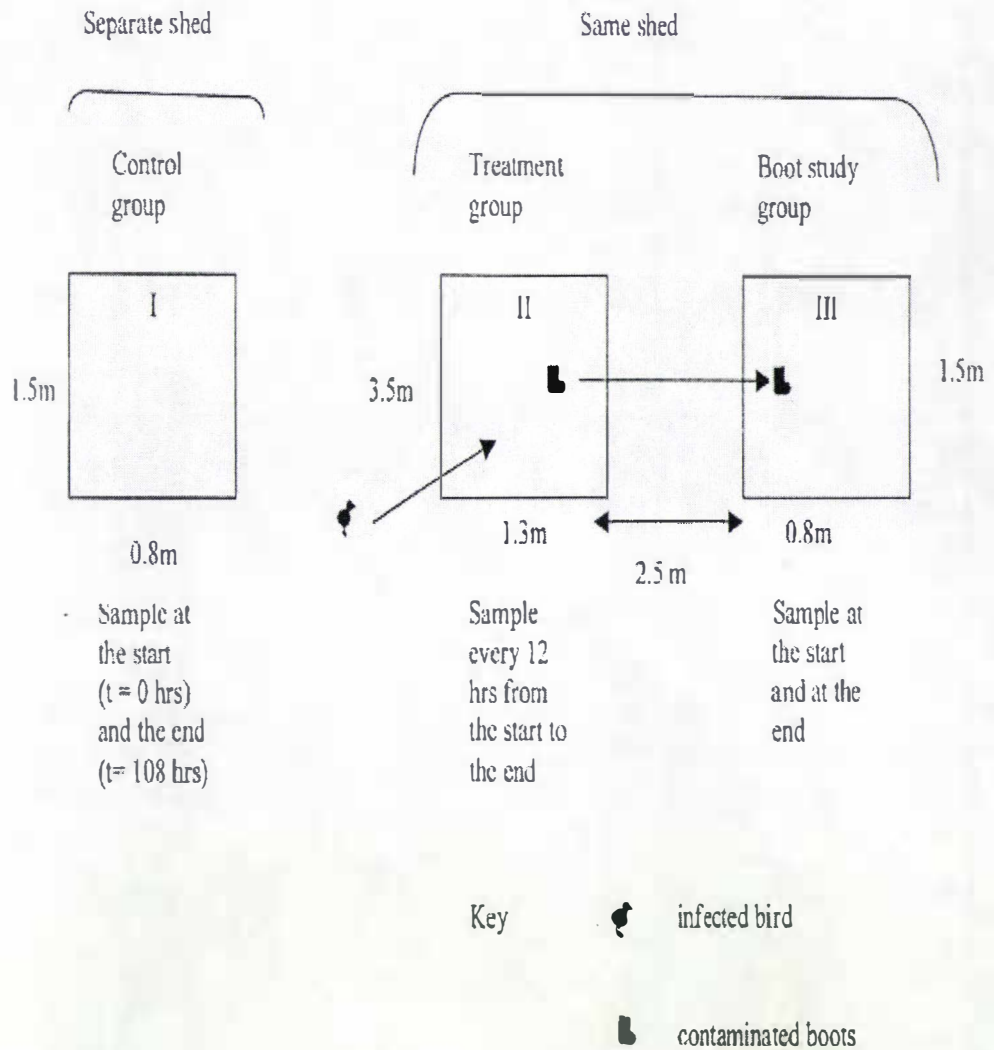 Separate shed
Same shed
Control
group
Treatment
group
Boot study
group
I
II
III
1.5m
3.5m
1.5m
0.8m
1.3m
0.8m
2.5 m
Sample at
the start
(t = 0 hrs)
and the end
(t= 108 hrs)
Sample
every 12
hrs from
the start to
the end
Sample at
the start
and at the
end
Key
infected bird
contaminated boots